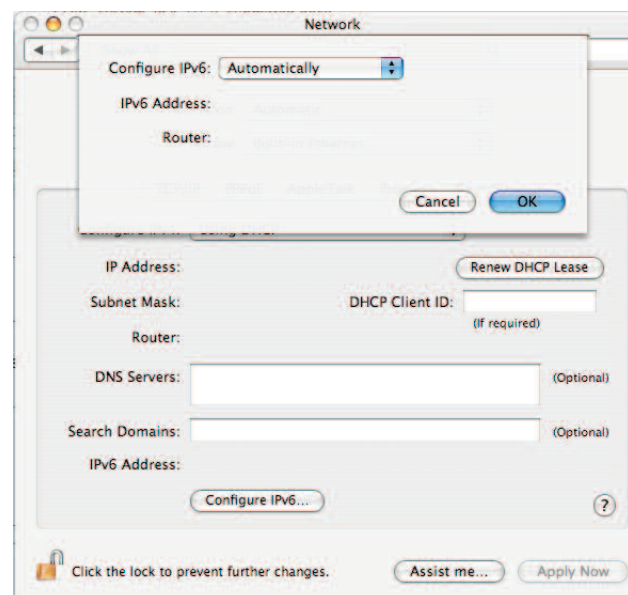 Network
Configure IPv6: Automatically
IPv6 Address:
Router:
Cancel OK
IP Address: Renew DHCP Lease
Subnet Mask: DHCP Client ID:
(If required)
Router:
DNS Servers: (Optional)
Search Domains: (Optional)
IPv6 Address:
Configure IPv6... ?
Click the lock to prevent further changes. Assist me... Apply Now